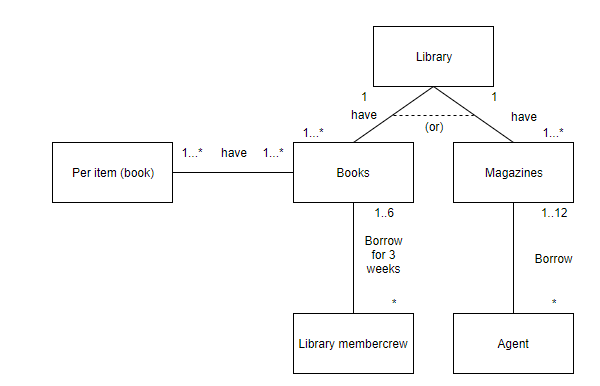 Library
1
1
have
have
(or)
1...*
1...*
Per item (book)
1...*
have
1...*
Books
Magazines
1..6
1..12
Borrow
for 3
weeks
Borrow
*
*
Library membercrew
Agent